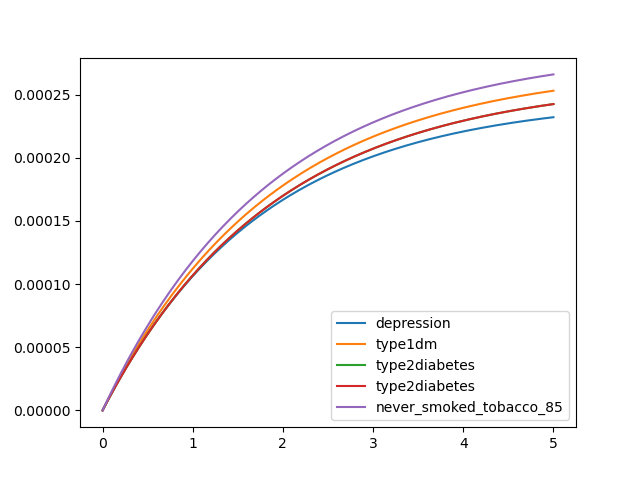 0.00025
0.00020
0.00015
0.00010
0.00005
0.00000
depression
type1dm
type2diabetes
type2diabetes
never_smoked_tobacco_85
0 1 2 3 4 5